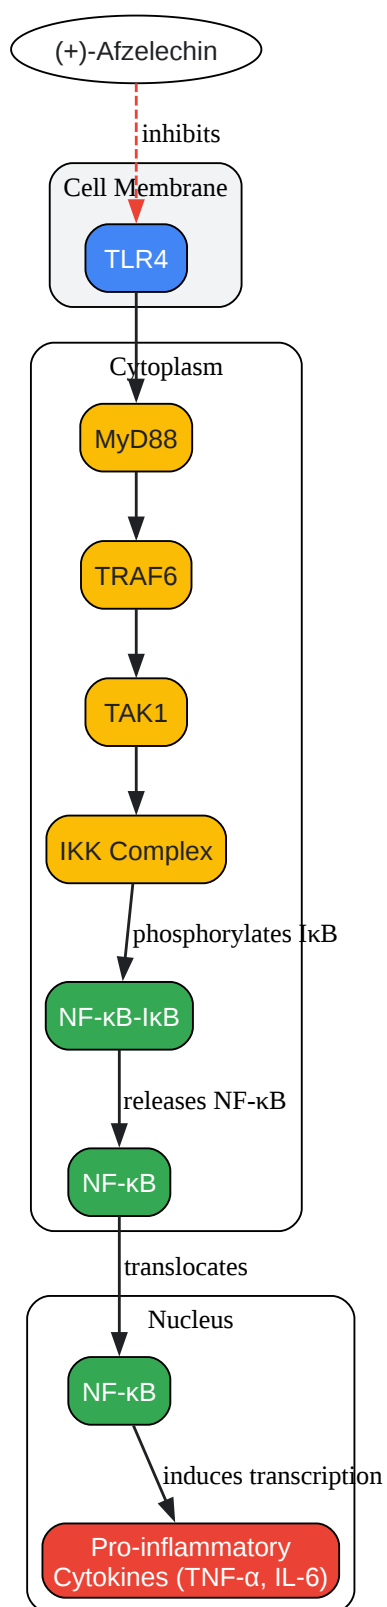 (+)-Afzelechin
inhibits
Cell Membrane
TLR4
Cytoplasm
MyD88
TRAF6
TAK1
IKK Complex
phosphorylates IκB
NF-κB-IκB
releases NF-κB
NF-κB
translocates
Nucleus
NF-κB
induces transcription
Pro-inflammatory
Cytokines (TNF-α, IL-6)